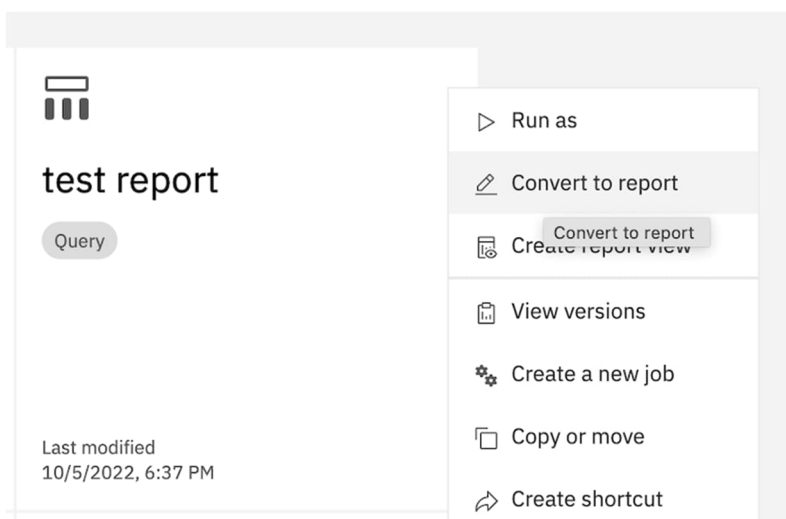 test report
Query
Last modified
10/5/2022, 6:37 PM
Run as
Convert to report
Convert to report
Create report view
View versions
Create a new job
Copy or move
Create shortcut